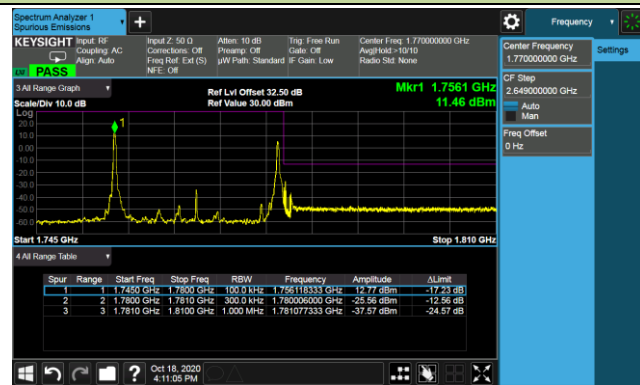 Spectrum Analyzer 1
Spurious Emissions
Frequency
KEYSIGHT
Input: RF
Coupling: AC
Align: Auto
Input Z: 50 Ω
Corrections: Off
Freq Ref: Ext (S)
NFE: Off
Atten: 10 dB
Preamp: Off
µW Path: Standard
Trig: Free Run
Gate: Off
IF Gain: Low
Center Freq: 1.770000000 GHz
Avg|Hold:>10/10
Radio Std: None
PASS
Center Frequency
1.770000000 GHz
Settings
CF Step
2.649000000 GHz
Auto
Man
Freq Offset
0 Hz
3 All Range Graph
Scale/Div 10.0 dB
Ref Lvl Offset 32.50 dB
Ref Value 30.00 dBm
Mkr1 1.7561 GHz
11.46 dBm
Log
20.0
10.0
0.00
-10.0
-20.0
-30.0
-40.0
-50.0
-60.0
1
Start 1.745 GHz
Stop 1.810 GHz
4 All Range Table
Spur Range Start Freq Stop Freq RBW Frequency Amplitude ΔLimit
1 1 1.7450 GHz 1.7800 GHz 100.0 kHz 1.756118333 GHz 12.77 dBm -17.23 dB
2 2 1.7800 GHz 1.7810 GHz 300.0 kHz 1.780006000 GHz -25.56 dBm -12.56 dB
3 3 1.7810 GHz 1.8100 GHz 1.000 MHz 1.781077333 GHz -37.57 dBm -24.57 dB
Oct 18, 2020
4:11:05 PM